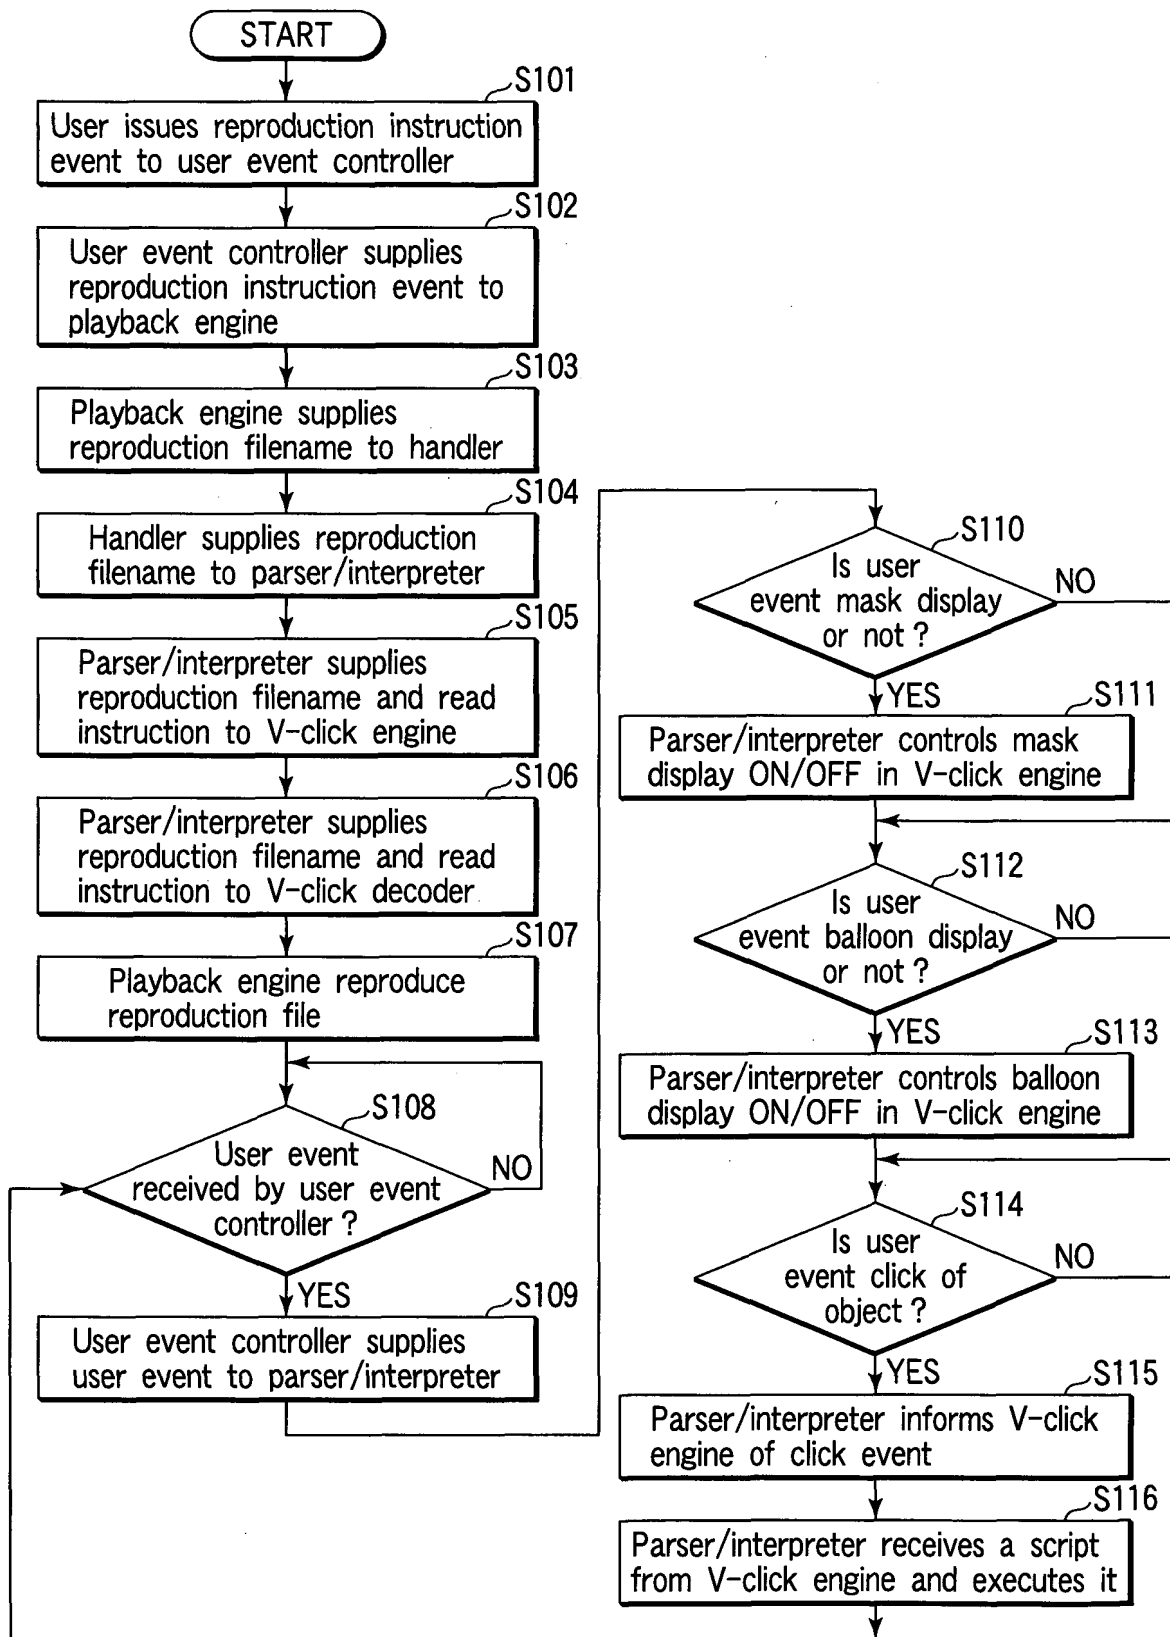 START
S101
User issues reproduction instruction
event to user event controller
S102
User event controller supplies
reproduction instruction event to
playback engine
S103
Playback engine supplies
reproduction filename to handler
S104
Handler supplies reproduction
filename to parser/interpreter
S105
Parser/interpreter supplies
reproduction filename and read
instruction to V-click engine
S106
Parser/interpreter supplies
reproduction filename and read
instruction to V-click decoder
S107
Playback engine reproduce
reproduction file
S108
User event
received by user event
controller ?
NO
YES
S109
User event controller supplies
user event to parser/interpreter
S110
Is user
event mask display
or not ?
NO
YES
S111
Parser/interpreter controls mask
display ON/OFF in V-click engine
S112
Is user
event balloon display
or not ?
NO
YES
S113
Parser/interpreter controls balloon
display ON/OFF in V-click engine
S114
Is user
event click of
object ?
NO
YES
S115
Parser/interpreter informs V-click
engine of click event
S116
Parser/interpreter receives a script
from V-click engine and executes it